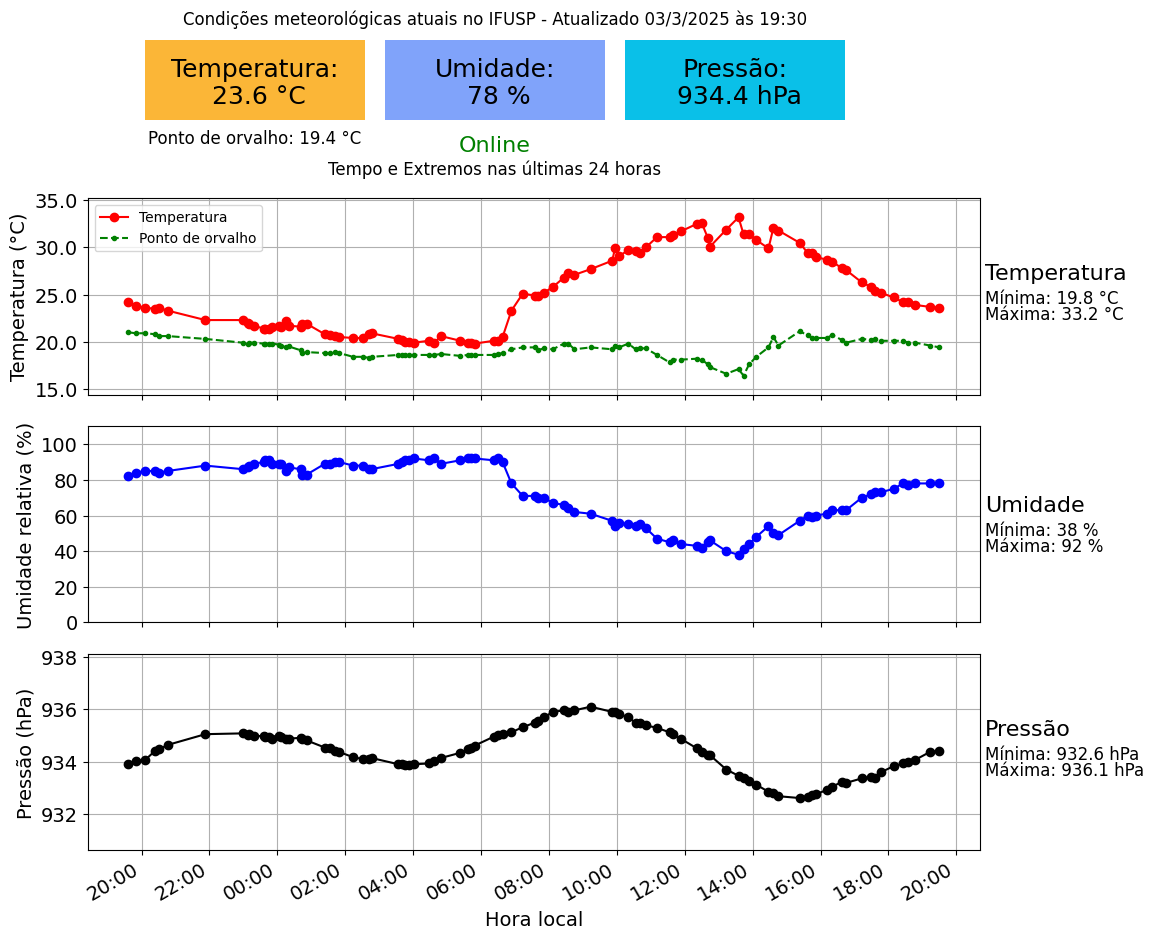 Condições meteorológicas atuais no IFUSP - Atualizado 03/3/2025 às 19:30
Temperatura:
23.6 °C
Umidade:
78 %
Pressão:
934.4 hPa
Ponto de orvalho: 19.4 °C
Online
Tempo e Extremos nas últimas 24 horas
Temperatura (°C)
35.0
30.0
25.0
20.0
15.0
Temperatura
Ponto de orvalho
Temperatura
Mínima: 19.8 °C
Máxima: 33.2 °C
Umidade relativa (%)
100
80
60
40
20
0
Umidade
Mínima: 38 %
Máxima: 92 %
Pressão (hPa)
938
936
934
932
Pressão
Mínima: 932.6 hPa
Máxima: 936.1 hPa
20:00 22:00 00:00 02:00 04:00 06:00 08:00 10:00 12:00 14:00 16:00 18:00 20:00
Hora local